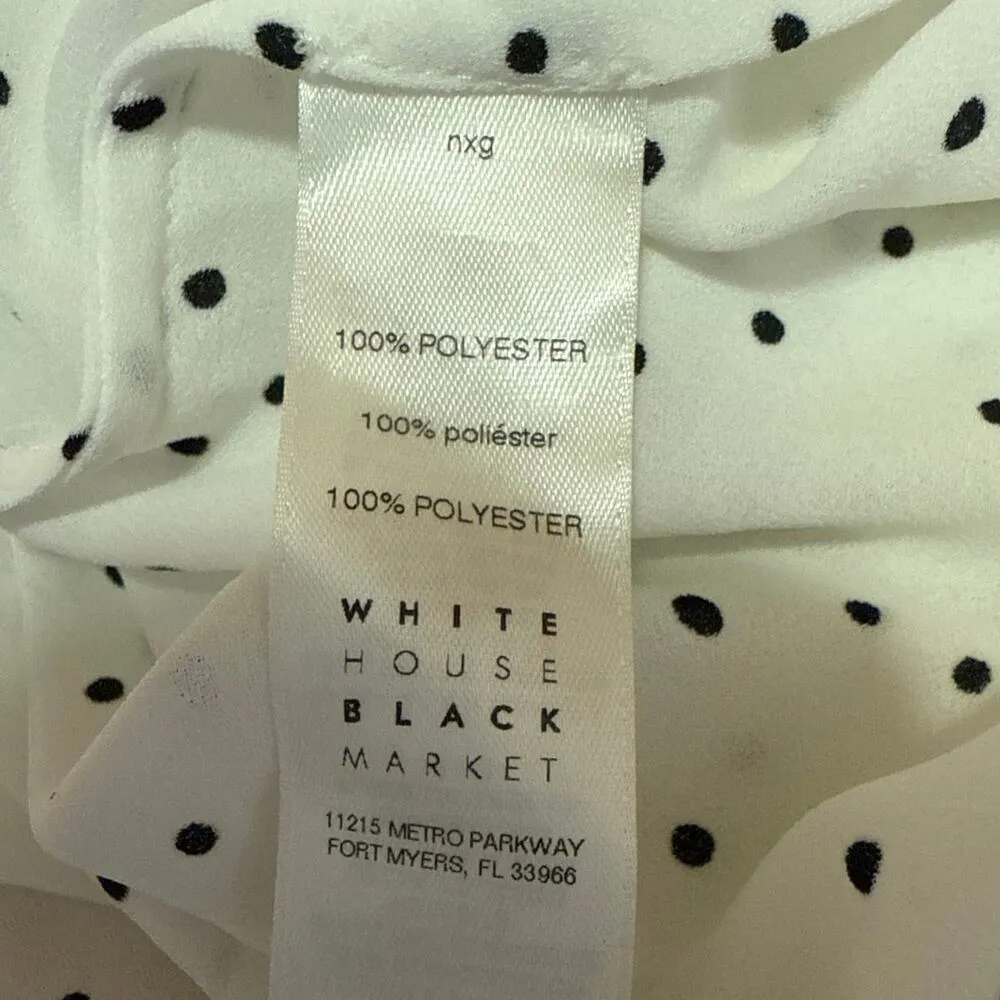 nxg
100% POLYESTER
100% poliéster
100% POLYESTER
WHITE
HOUSE
BLACK
MARKET
11215 METRO PARKWAY
FORT MYERS, FL 33966